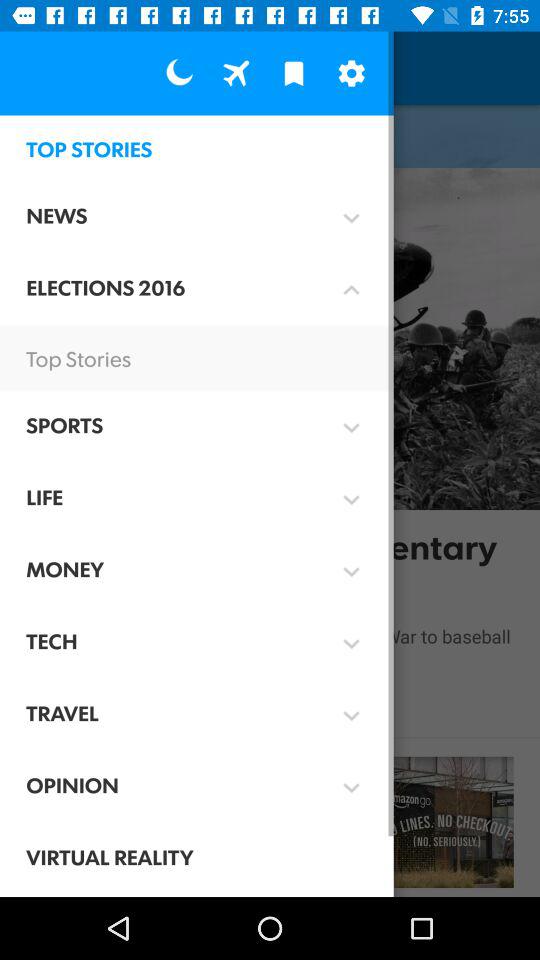 7:55
TOP STORIES
NEWS
ELECTIONS 2016
Top Stories
SPORTS
LIFE
entary
MONEY
TECH
War to baseball
TRAVEL
OPINION
mazon go
LINES. NO CHECKOUT.
(NO, SERIOUSLY.)
VIRTUAL REALITY